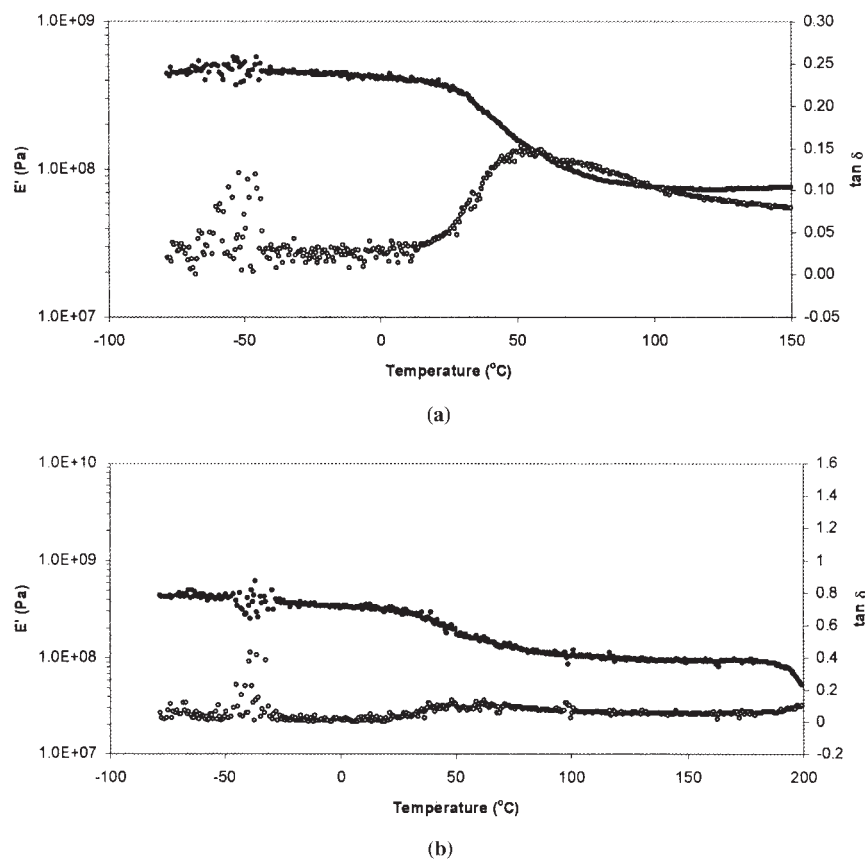 1.0E+09
0.30
0.25
0.20
E' (Pa)
1.0E+08
0.15
tan δ
0.10
0.05
0.00
1.0E+07
-0.05
-100
-50
0
50
100
150
Temperature (°C)
(a)
1.0E+10
1.6
1.4
1.2
1.0E+09
1
0.8
E' (Pa)
0.6
tan δ
1.0E+08
0.4
0.2
0
1.0E+07
-0.2
-100
-50
0
50
100
150
200
Temperature (°C)
(b)